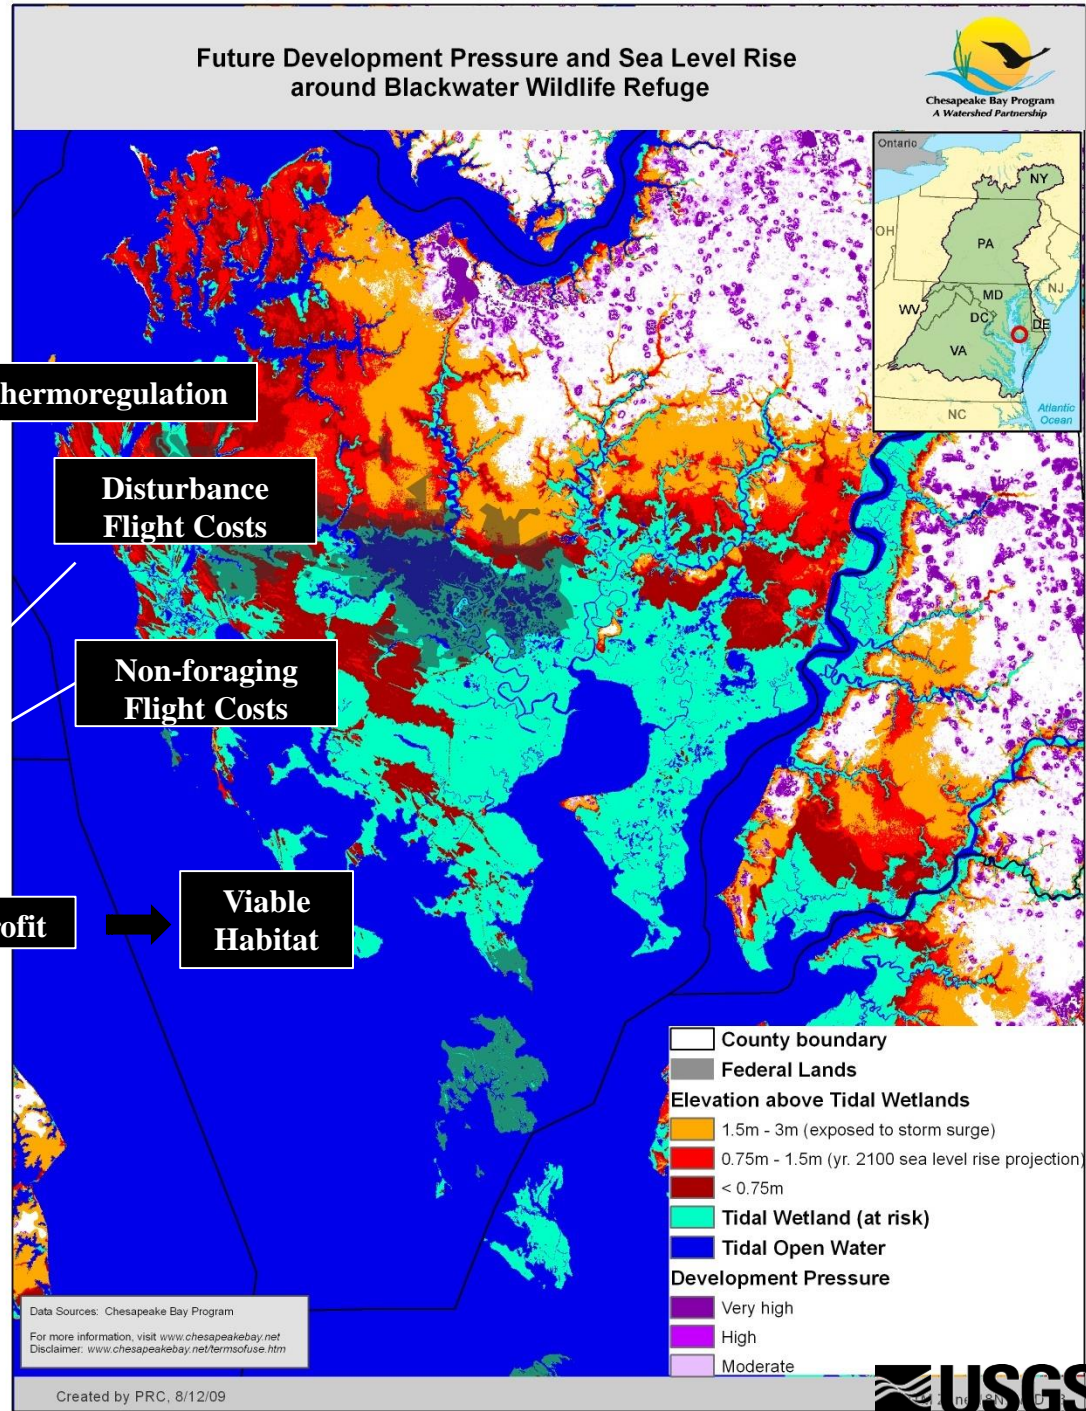 Future Development Pressure and Sea Level Rise
around Blackwater Wildlife Refuge
Chesapeake Bay Program
A Watershed Partnership
Ontario
NY
OH
PA
NJ
MD
WV
DC
DE
VA
NC
Atlantic
Ocean
hermoregulation
Disturbance
Flight Costs
Non-foraging
Flight Costs
ofit
Viable
Habitat
County boundary
Federal Lands
Elevation above Tidal Wetlands
1.5m - 3m (exposed to storm surge)
0.75m - 1.5m (yr. 2100 sea level rise projection)
< 0.75m
Tidal Wetland (at risk)
Tidal Open Water
Development Pressure
Very high
High
Moderate
Data Sources: Chesapeake Bay Program
For more information, visit www.chesapeakebay.net
Disclaimer: www.chesapeakebay.net/termsofuse.htm
Created by PRC, 8/12/09
USGS